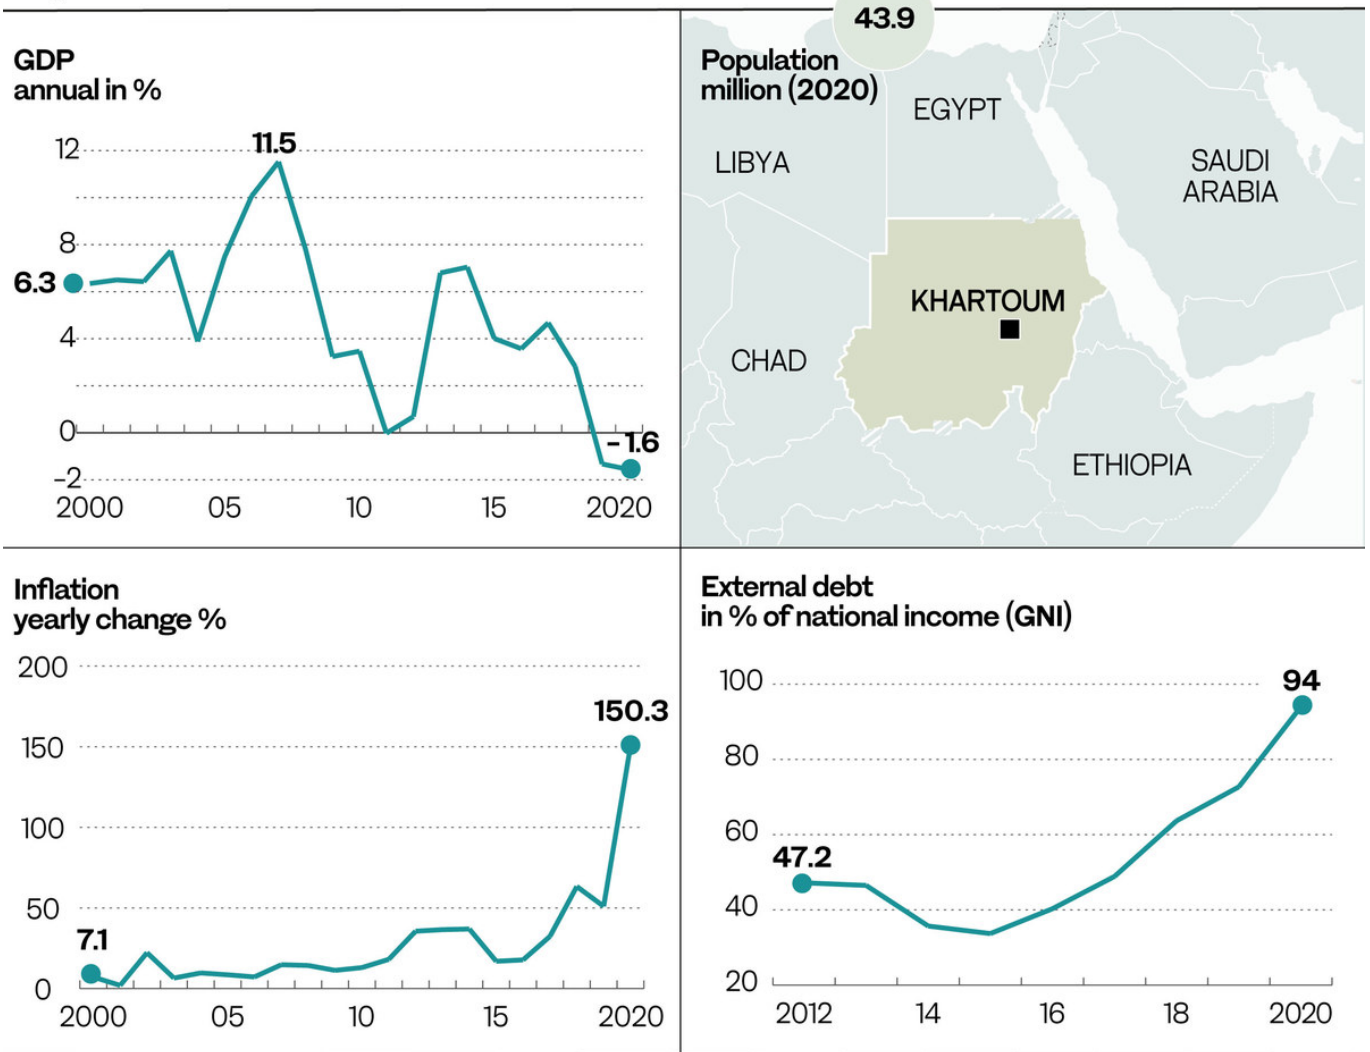 GDP
annual in %
12
11.5
8
6.3
4
0
–1.6
–2
2000 05 10 15 2020
43.9
Population
million (2020)
EGYPT
LIBYA
SAUDI
ARABIA
KHARTOUM
CHAD
ETHIOPIA
Inflation
yearly change %
200
150.3
150
100
50
7.1
0
2000 05 10 15 2020
External debt
in % of national income (GNI)
100
94
80
60
47.2
40
20
2012 14 16 18 2020